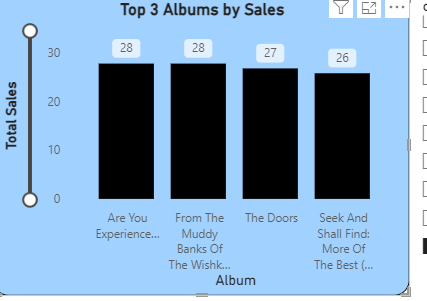 Top 3 Albums by Sales
Total Sales
30
20
10
0
28
28
27
26
Are You
Experience...
From The
Muddy
Banks Of
The Wishk...
The Doors
Seek And
Shall Find:
More Of
The Best (...
Album